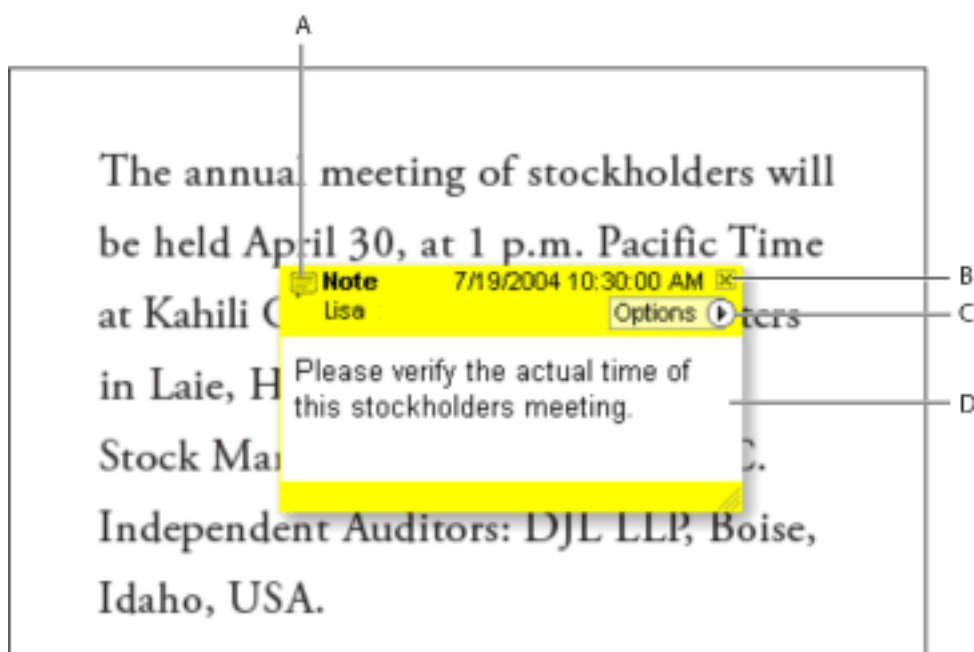 A
The annual meeting of stockholders will
be held April 30, at 1 p.m. Pacific Time
Note 7/19/2004 10:30:00 AM B
at Kahili
Lisa Options C
Please verify the actual time of
in Laie,
this stockholders meeting. D
Stock
Independent Auditors: DJL LLP, Boise,
Idaho, USA.